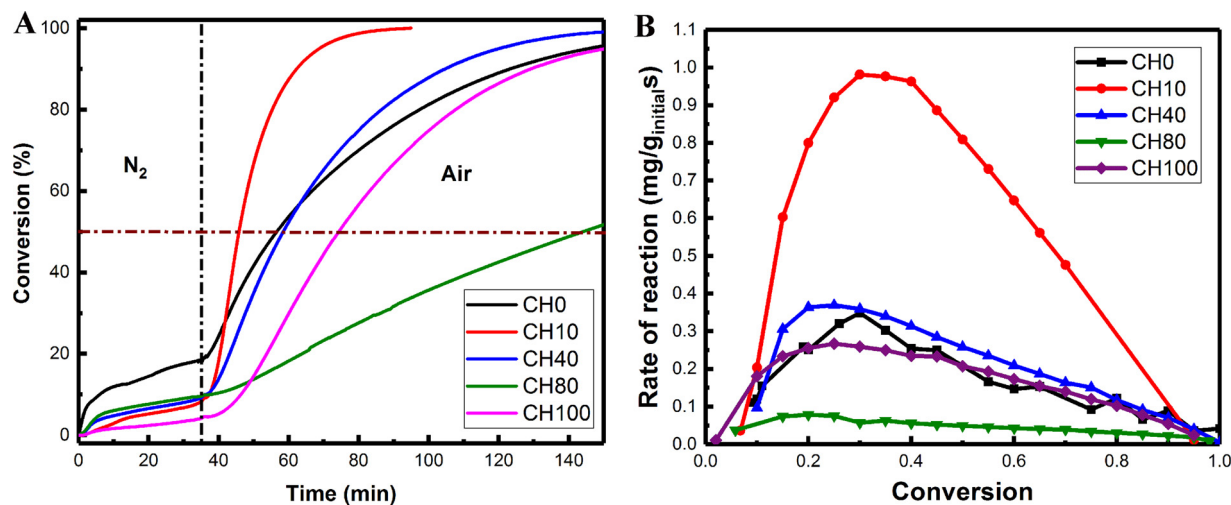 A
Conversion (%)
100
80
60
40
20
0
N₂
Air
CH0
CH10
CH40
CH80
CH100
0 20 40 60 80 100 120 140
Time (min)
B
Rate of reaction (mg/g_initial s)
1.1
1.0
0.9
0.8
0.7
0.6
0.5
0.4
0.3
0.2
0.1
0.0
CH0
CH10
CH40
CH80
CH100
0.0 0.2 0.4 0.6 0.8 1.0
Conversion